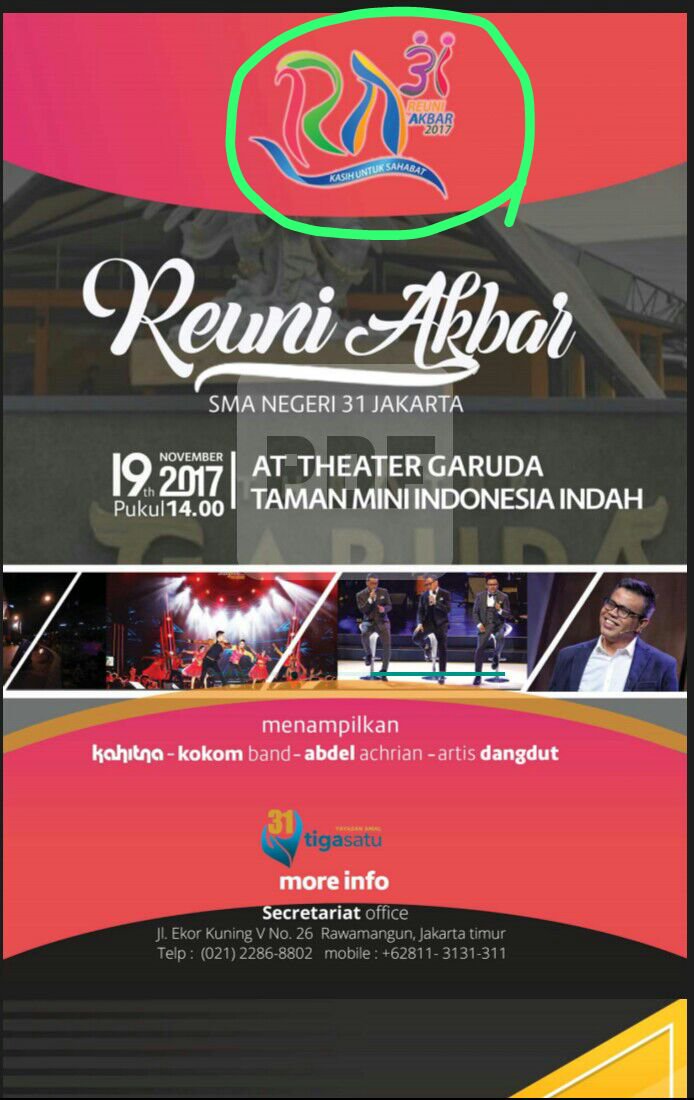 RA 31
REUNI
AKBAR
2017
KASIH UNTUK SAHABAT
Reuni Akbar
SMA NEGERI 31 JAKARTA
PDF
19th NOVEMBER 2017
Pukul 14.00
AT THEATER GARUDA
TAMAN MINI INDONESIA INDAH
GARUDA
menampilkan
kahitna - kokom band - abdel achrian - artis dangdut
31
YAYASAN AMAL
tigasatu
more info
Secretariat office
Jl. Ekor Kuning V No. 26 Rawamangun, Jakarta timur
Telp : (021) 2286-8802 mobile : +62811- 3131-311